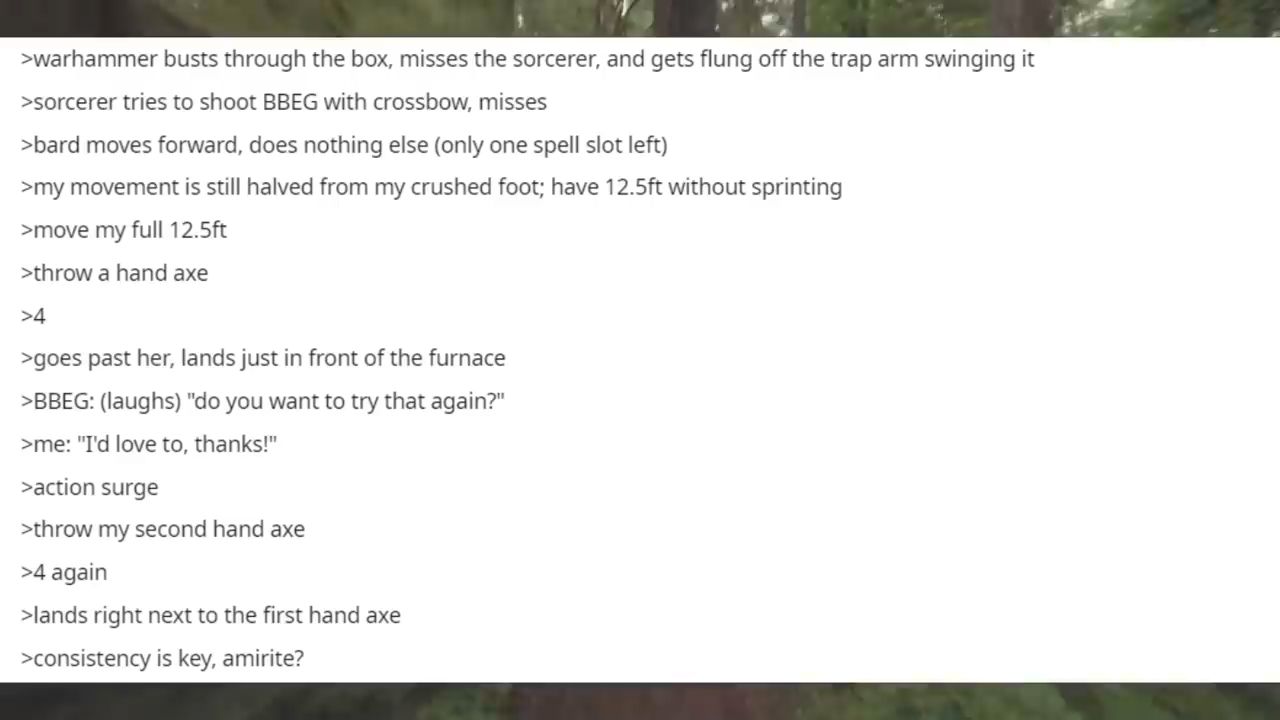 >warhammer busts through the box, misses the sorcerer, and gets flung off the trap arm swinging it
>sorcerer tries to shoot BBEG with crossbow, misses
>bard moves forward, does nothing else (only one spell slot left)
>my movement is still halved from my crushed foot; have 12.5ft without sprinting
>move my full 12.5ft
>throw a hand axe
>4
>goes past her, lands just in front of the furnace
>BBEG: (laughs) "do you want to try that again?"
>me: "I'd love to, thanks!"
>action surge
>throw my second hand axe
>4 again
>lands right next to the first hand axe
>consistency is key, amirite?